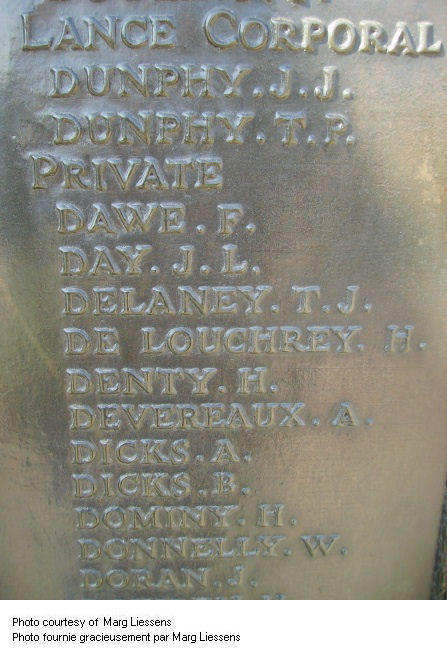 LANCE CORPORAL
DUNPHY. J. J.
DUNPHY. T. P.
PRIVATE
DAWE. F.
DAY. J. L.
DELANEY. T. J.
DE LOUCHREY. H.
DENTY. H.
DEVEREAUX. A.
DICKS. A.
DICKS. B.
DOMINY. H.
DONNELLY. W.
DORAN. J.
Photo courtesy of Marg Liessens
Photo fournie gracieusement par Marg Liessens